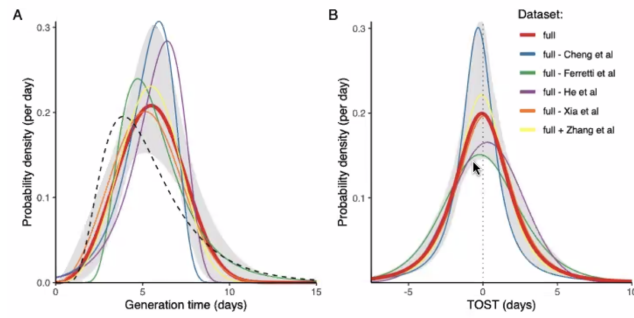 A
Probability density (per day)
0.3
0.2
0.1
0.0
0
5
10
15
Generation time (days)
B
Probability density (per day)
0.3
0.2
0.1
-5
0
5
10
TOST (days)
Dataset:
full
full - Cheng et al
full - Ferretti et al
full - He et al
full - Xia et al
full + Zhang et al